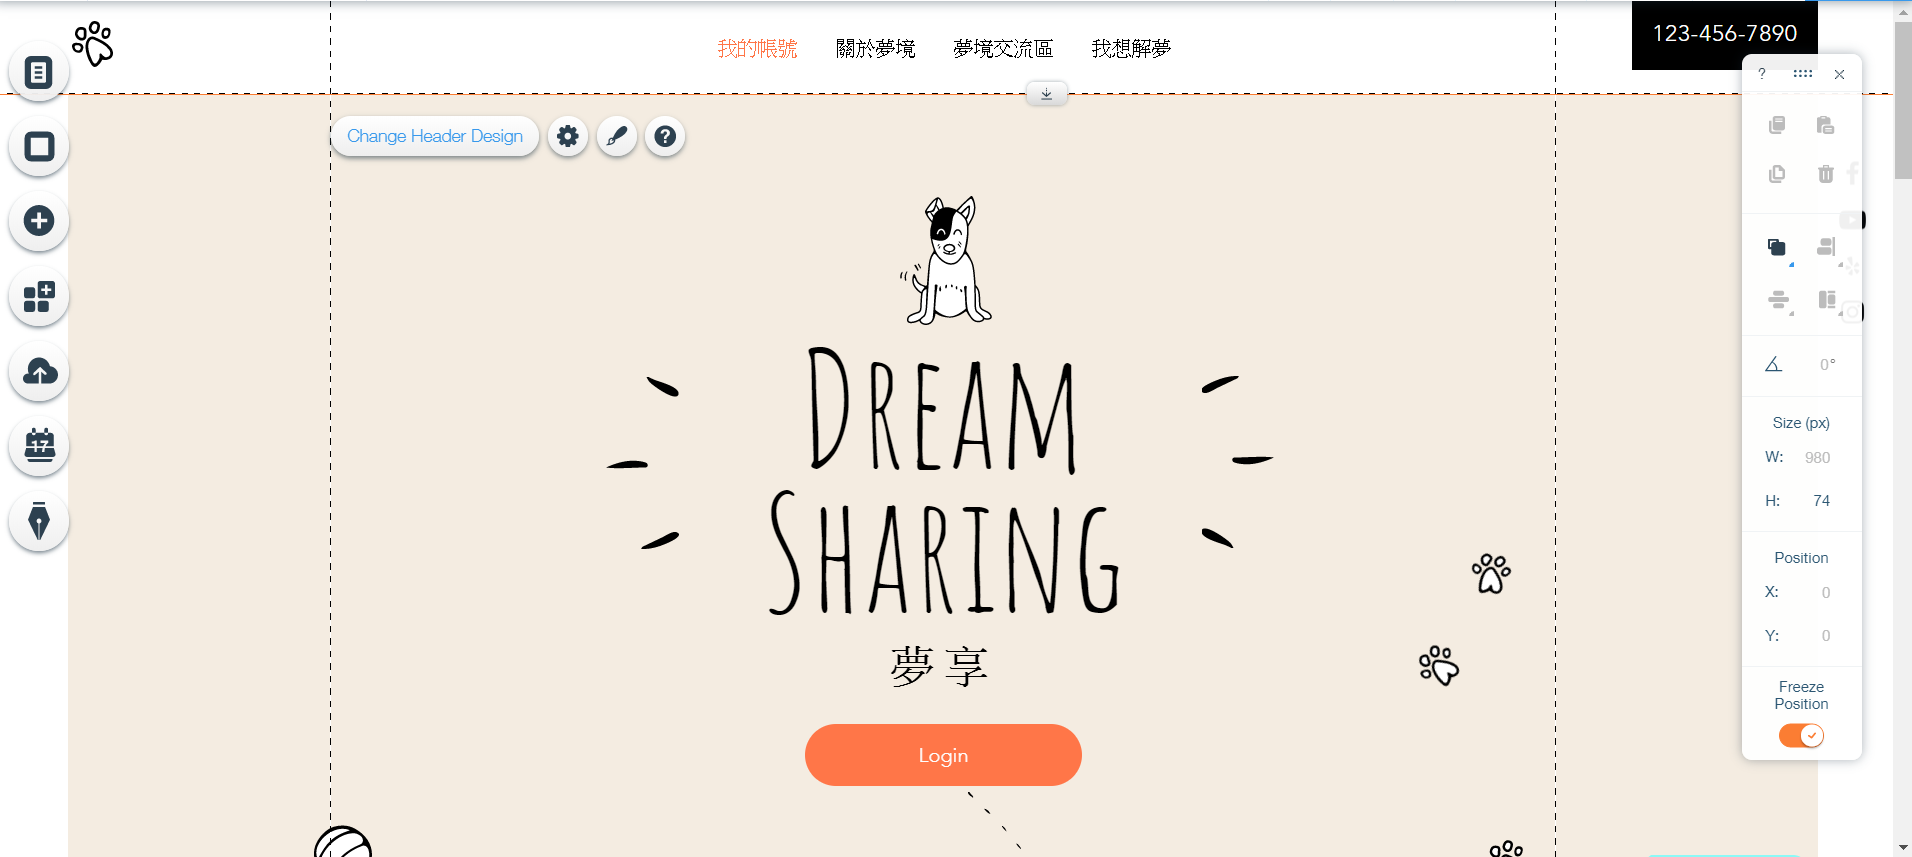 我的帳號 關於夢境 夢境交流區 我想解夢
123-456-7890
?
Change Header Design
?
17
DREAM
SHARING
夢享
Login
0°
Size (px)
W: 980
H: 74
Position
X: 0
Y: 0
Freeze
Position